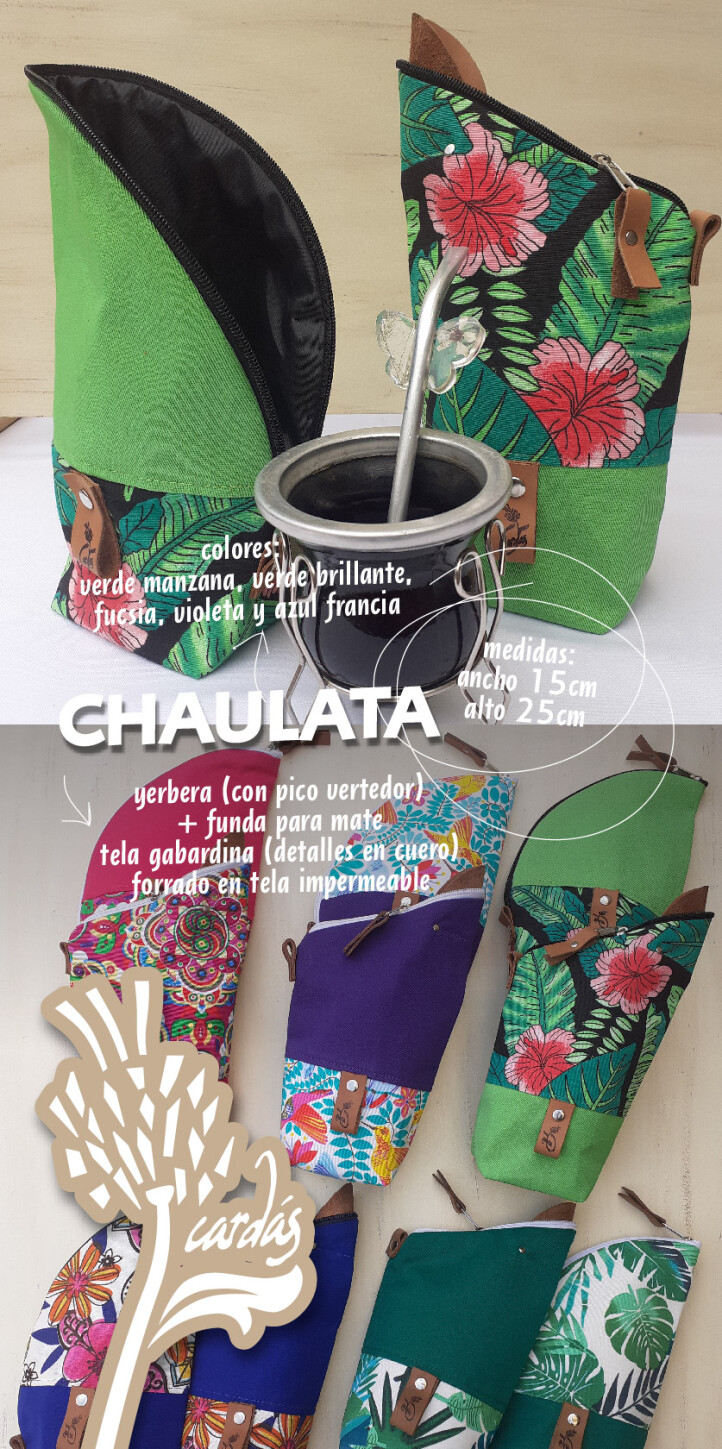 colores:
verde manzana, verde brillante,
fucsia, violeta y azul francia
medidas:
ancho 15cm
alto 25cm
CHAULATA
yerbera (con pico vertedor)
+ funda para mate
tela gabardina (detalles en cuero)
forrado en tela impermeable
cardás